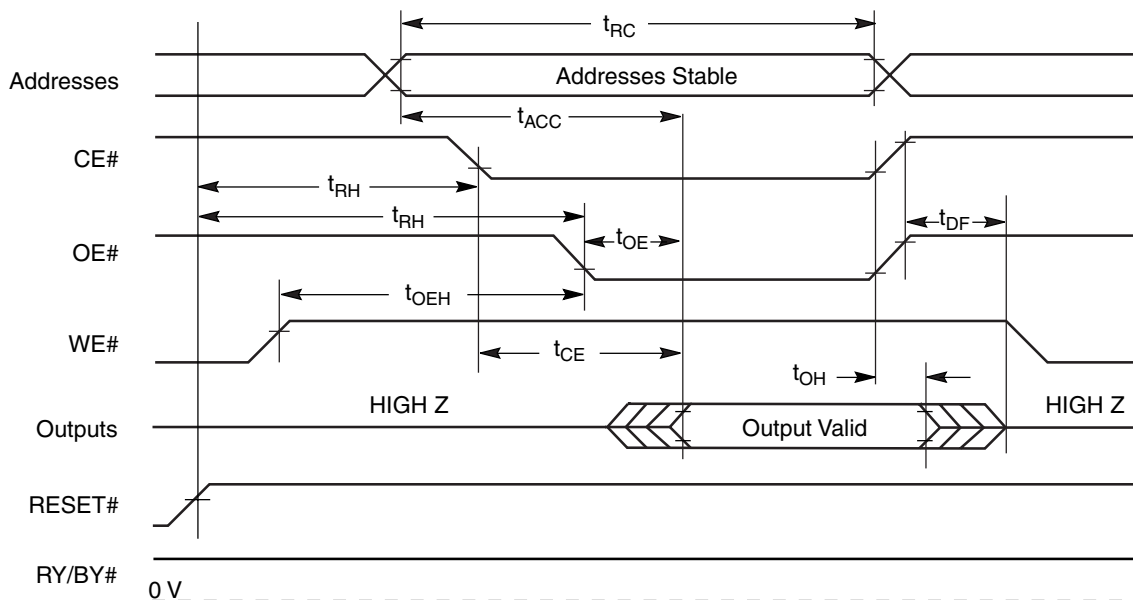 tRC
Addresses
Addresses Stable
tACC
CE#
tRH
tRH
tOE
tDF
OE#
tOEH
WE#
tCE
tOH
HIGH Z
HIGH Z
Outputs
Output Valid
RESET#
RY/BY#
0 V